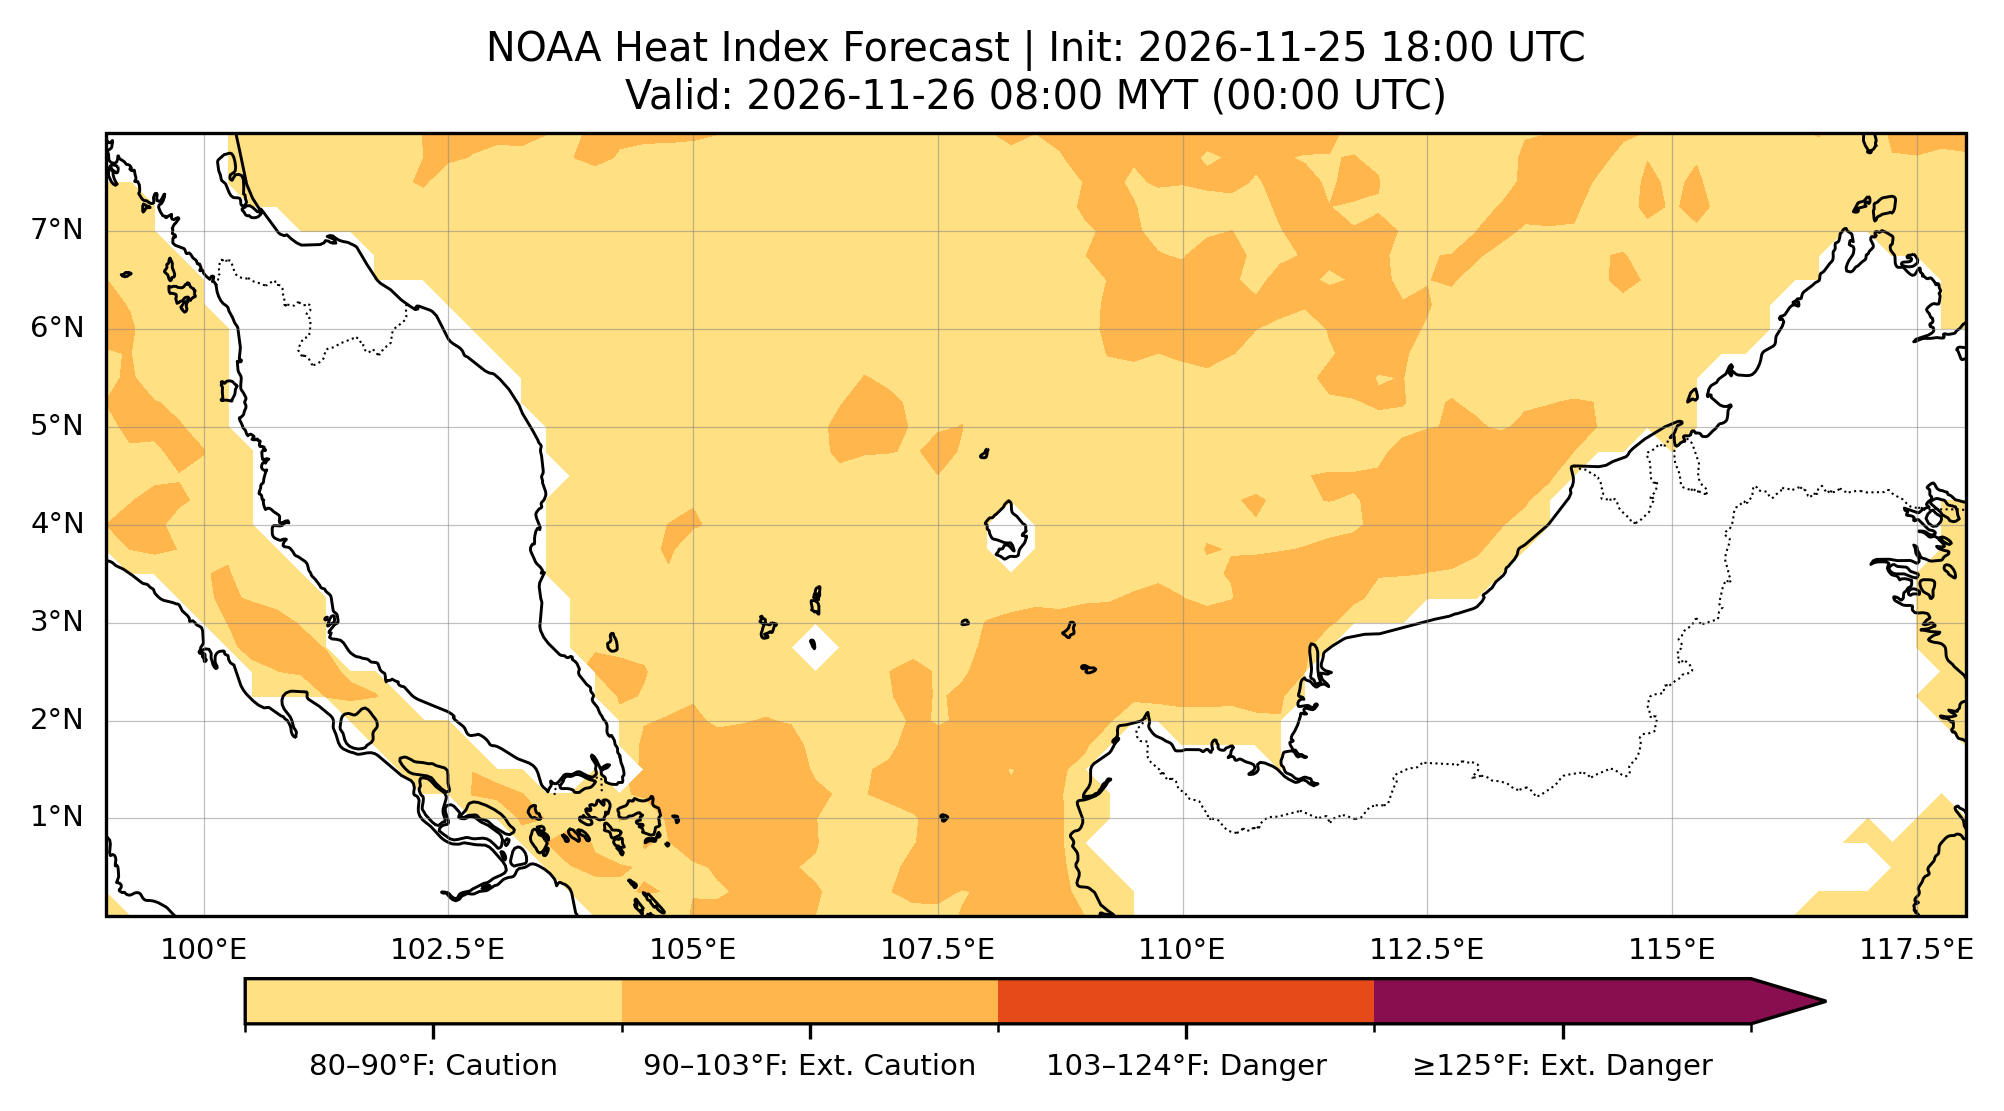 NOAA Heat Index Forecast | Init: 2026-11-25 18:00 UTC
Valid: 2026-11-26 08:00 MYT (00:00 UTC)
7°N
6°N
5°N
4°N
3°N
2°N
1°N
100°E
102.5°E
105°E
107.5°E
110°E
112.5°E
115°E
117.5°E
80–90°F: Caution
90–103°F: Ext. Caution
103–124°F: Danger
≥125°F: Ext. Danger